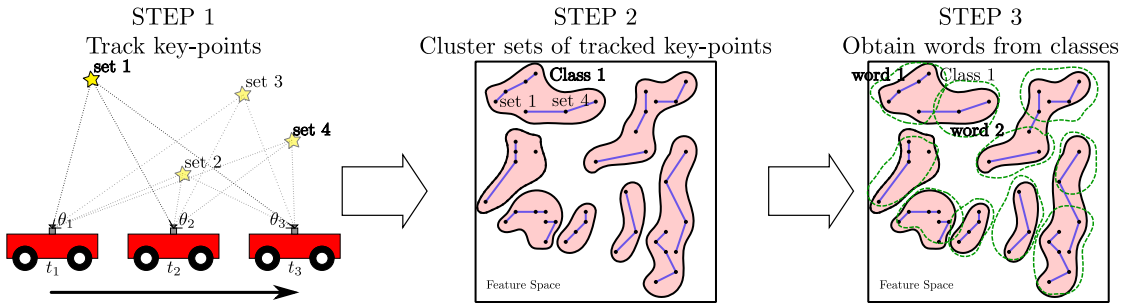 STEP 1
Track key-points
set 1
set 3
set 4
set 2
θ1
θ2
θ3
t1
t2
t3
STEP 2
Cluster sets of tracked key-points
Class 1
set 1 set 4
Feature Space
STEP 3
Obtain words from classes
word 1 Class 1
word 2
Feature Space